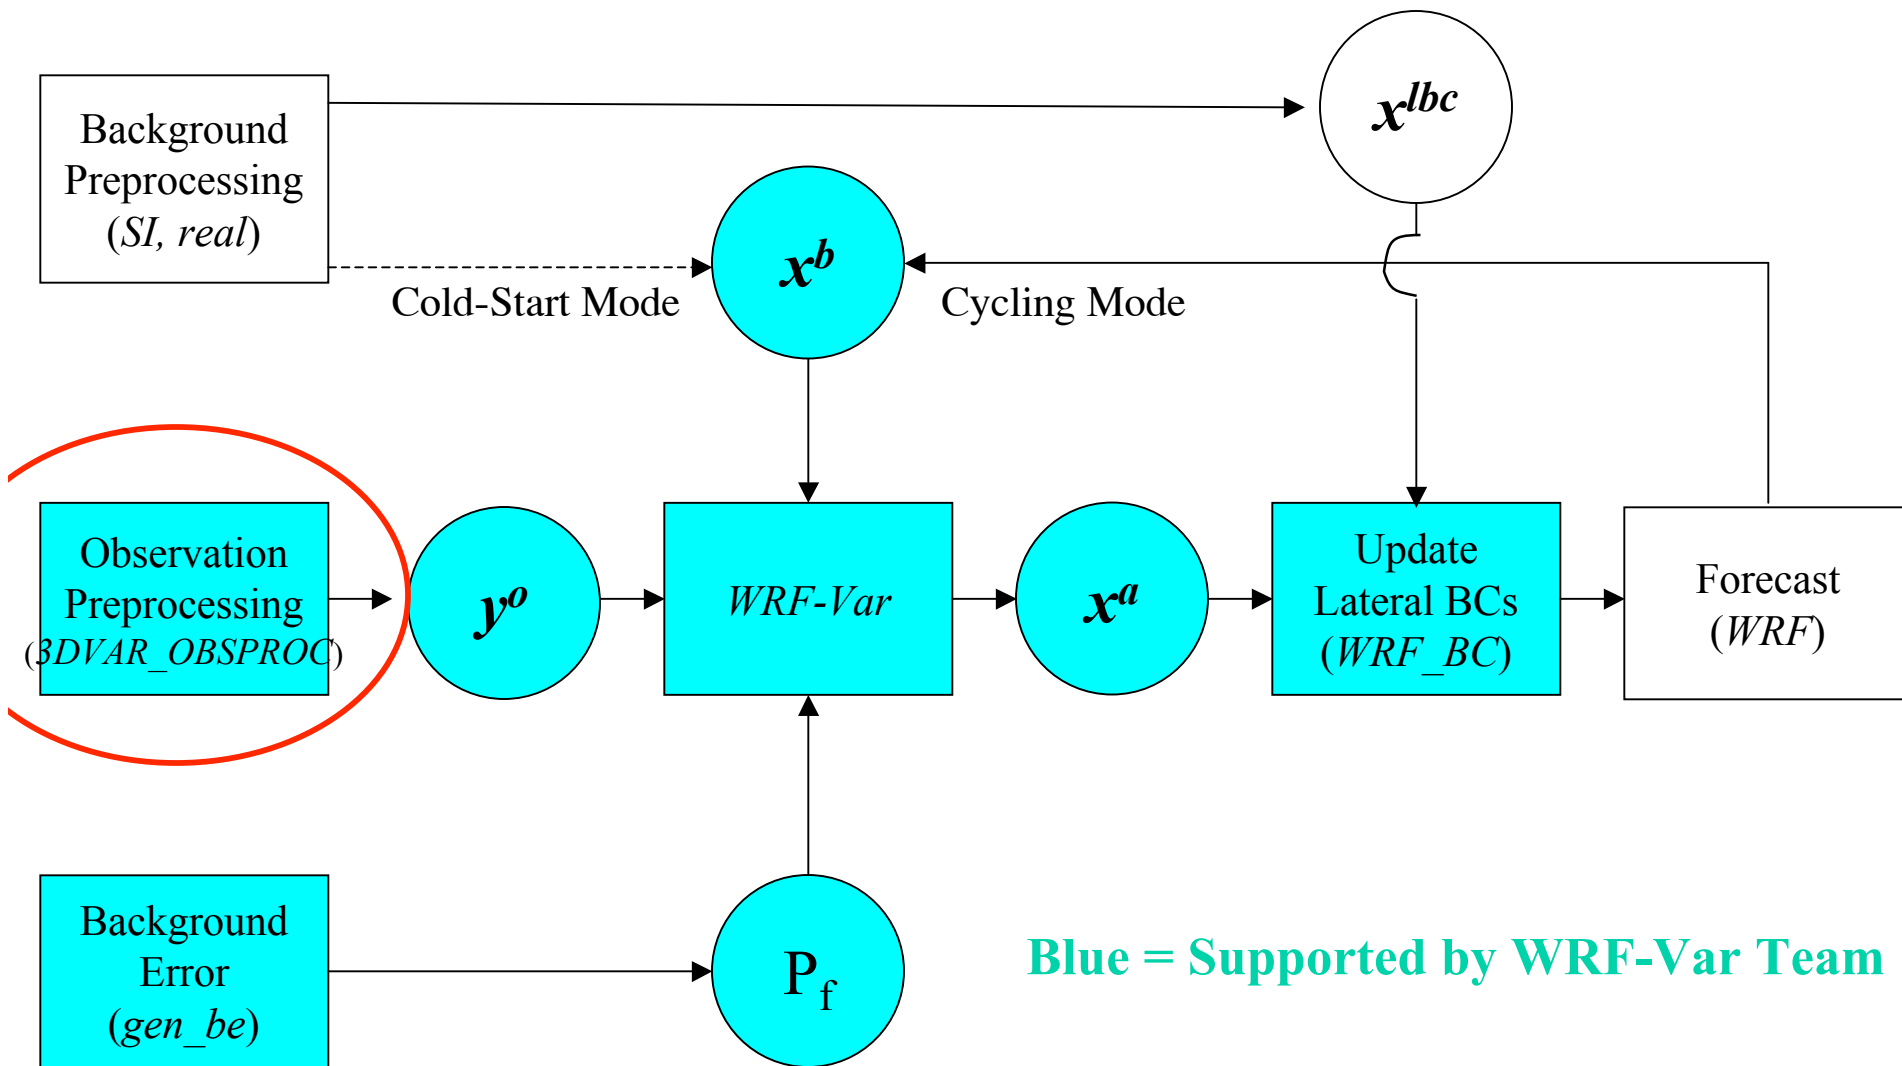 Background
Preprocessing
(SI, real)
x^lbc
x^b
Cold-Start Mode
Cycling Mode
Observation
Preprocessing
(3DVAR_OBSPROC)
y^o
WRF-Var
x^a
Update
Lateral BCs
(WRF_BC)
Forecast
(WRF)
Background
Error
(gen_be)
P_f
Blue = Supported by WRF-Var Team